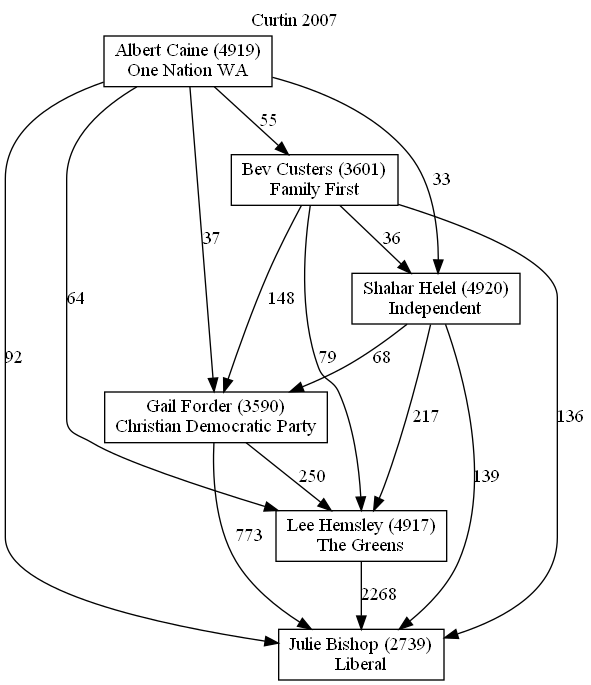 Curtin 2007
Albert Caine (4919)
One Nation WA
55
Bev Custers (3601)
Family First
33
37
36
Shahar Helel (4920)
Independent
64
148
92
79
68
Gail Forder (3590)
Christian Democratic Party
217
136
250
139
Lee Hemsley (4917)
The Greens
773
2268
Julie Bishop (2739)
Liberal